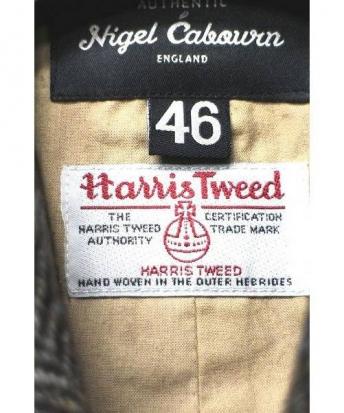 AUTHENTIC
Nigel Cabourn
ENGLAND
46
Harris Tweed
THE HARRIS TWEED AUTHORITY
CERTIFICATION TRADE MARK
HARRIS TWEED
HAND WOVEN IN THE OUTER HEBRIDES